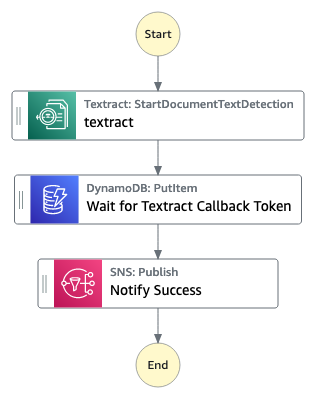 Start
Textract: StartDocumentTextDetection
textract
DynamoDB: PutItem
Wait for Textract Callback Token
SNS: Publish
Notify Success
End